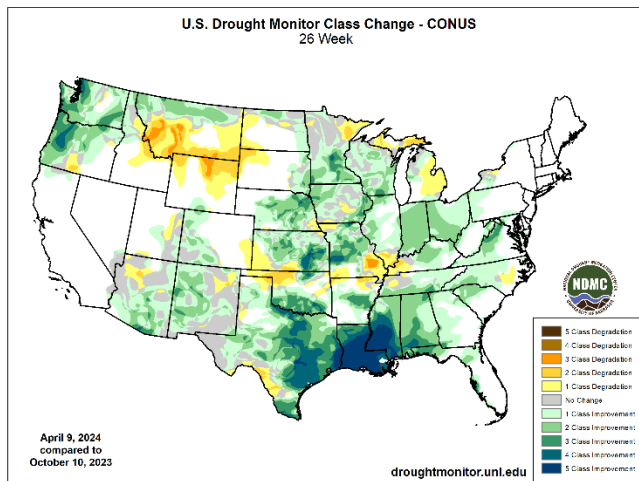 U.S. Drought Monitor Class Change - CONUS
26 Week
NDMC
5 Class Degradation
4 Class Degradation
3 Class Degradation
2 Class Degradation
1 Class Degradation
No Change
1 Class Improvement
2 Class Improvement
3 Class Improvement
4 Class Improvement
5 Class Improvement
April 9, 2024
compared to
October 10, 2023
droughtmonitor.unl.edu